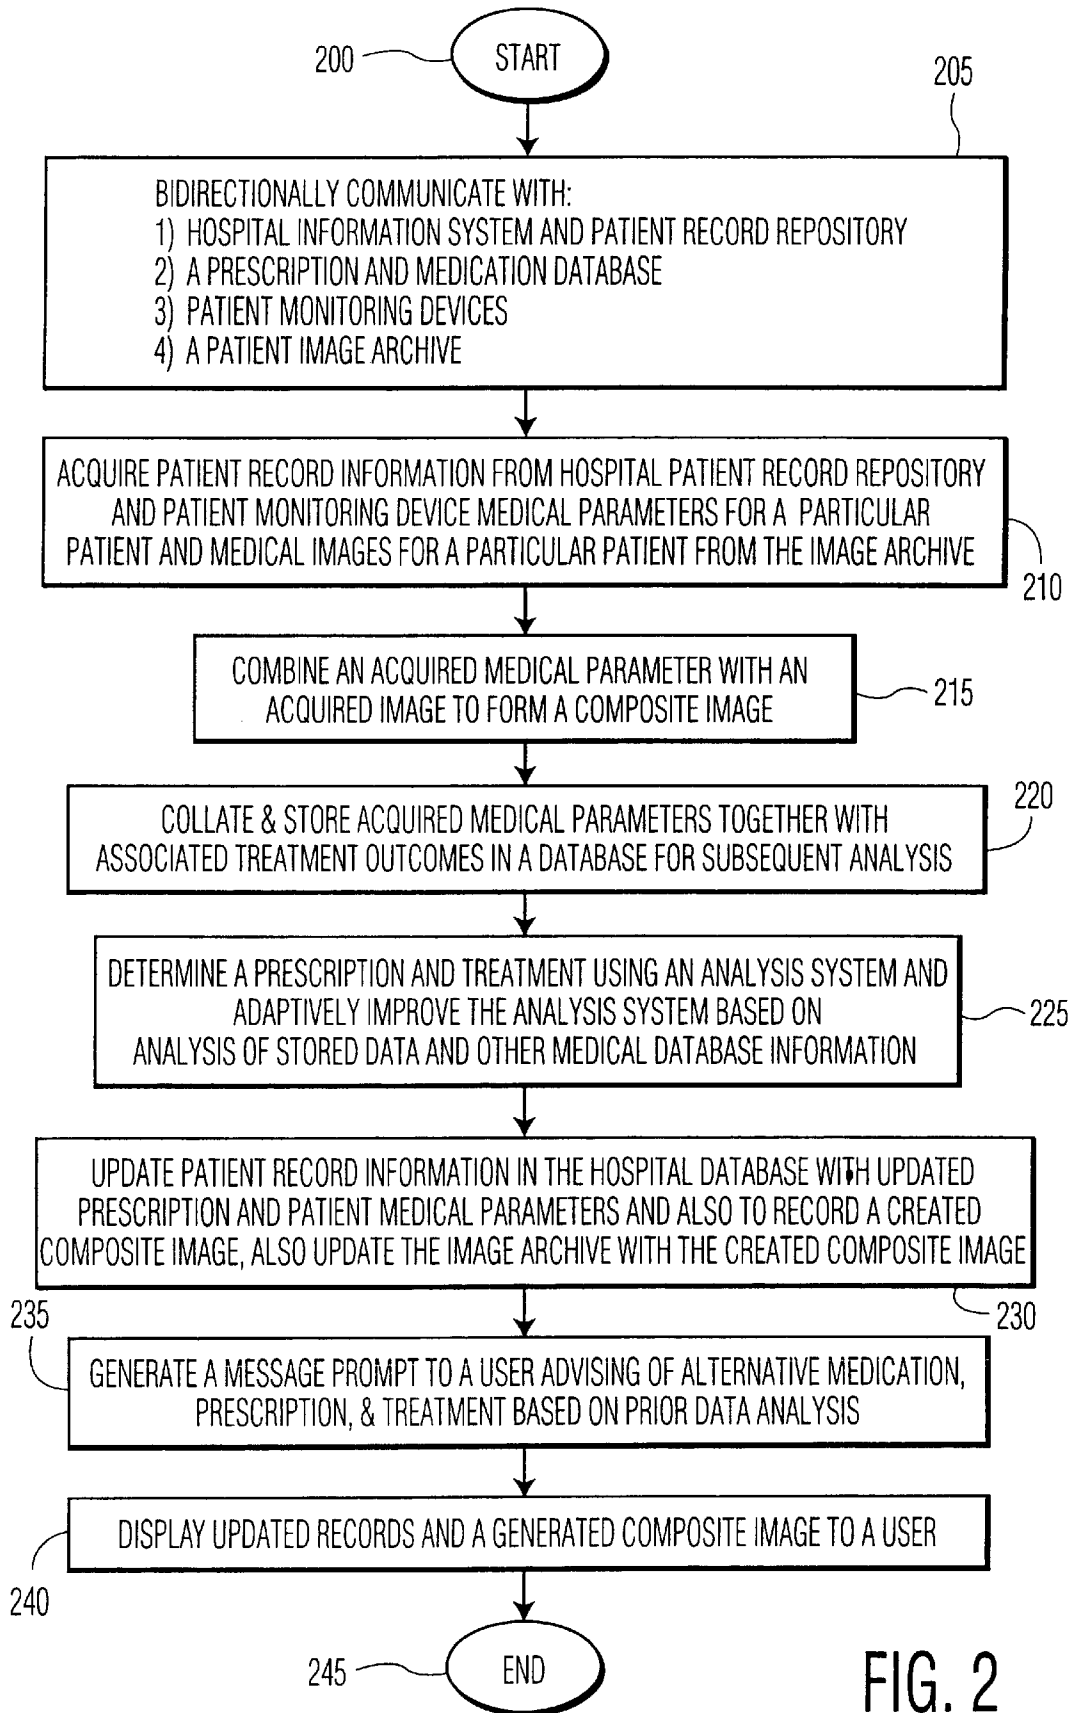 200
START
205
BIDIRECTIONALLY COMMUNICATE WITH:
1) HOSPITAL INFORMATION SYSTEM AND PATIENT RECORD REPOSITORY
2) A PRESCRIPTION AND MEDICATION DATABASE
3) PATIENT MONITORING DEVICES
4) A PATIENT IMAGE ARCHIVE
ACQUIRE PATIENT RECORD INFORMATION FROM HOSPITAL PATIENT RECORD REPOSITORY
AND PATIENT MONITORING DEVICE MEDICAL PARAMETERS FOR A PARTICULAR
PATIENT AND MEDICAL IMAGES FOR A PARTICULAR PATIENT FROM THE IMAGE ARCHIVE
210
COMBINE AN ACQUIRED MEDICAL PARAMETER WITH AN
ACQUIRED IMAGE TO FORM A COMPOSITE IMAGE
215
COLLATE & STORE ACQUIRED MEDICAL PARAMETERS TOGETHER WITH
ASSOCIATED TREATMENT OUTCOMES IN A DATABASE FOR SUBSEQUENT ANALYSIS
220
DETERMINE A PRESCRIPTION AND TREATMENT USING AN ANALYSIS SYSTEM AND
ADAPTIVELY IMPROVE THE ANALYSIS SYSTEM BASED ON
ANALYSIS OF STORED DATA AND OTHER MEDICAL DATABASE INFORMATION
225
UPDATE PATIENT RECORD INFORMATION IN THE HOSPITAL DATABASE WITH UPDATED
PRESCRIPTION AND PATIENT MEDICAL PARAMETERS AND ALSO TO RECORD A CREATED
COMPOSITE IMAGE, ALSO UPDATE THE IMAGE ARCHIVE WITH THE CREATED COMPOSITE IMAGE
230
235
GENERATE A MESSAGE PROMPT TO A USER ADVISING OF ALTERNATIVE MEDICATION,
PRESCRIPTION, & TREATMENT BASED ON PRIOR DATA ANALYSIS
DISPLAY UPDATED RECORDS AND A GENERATED COMPOSITE IMAGE TO A USER
240
245
END
FIG. 2